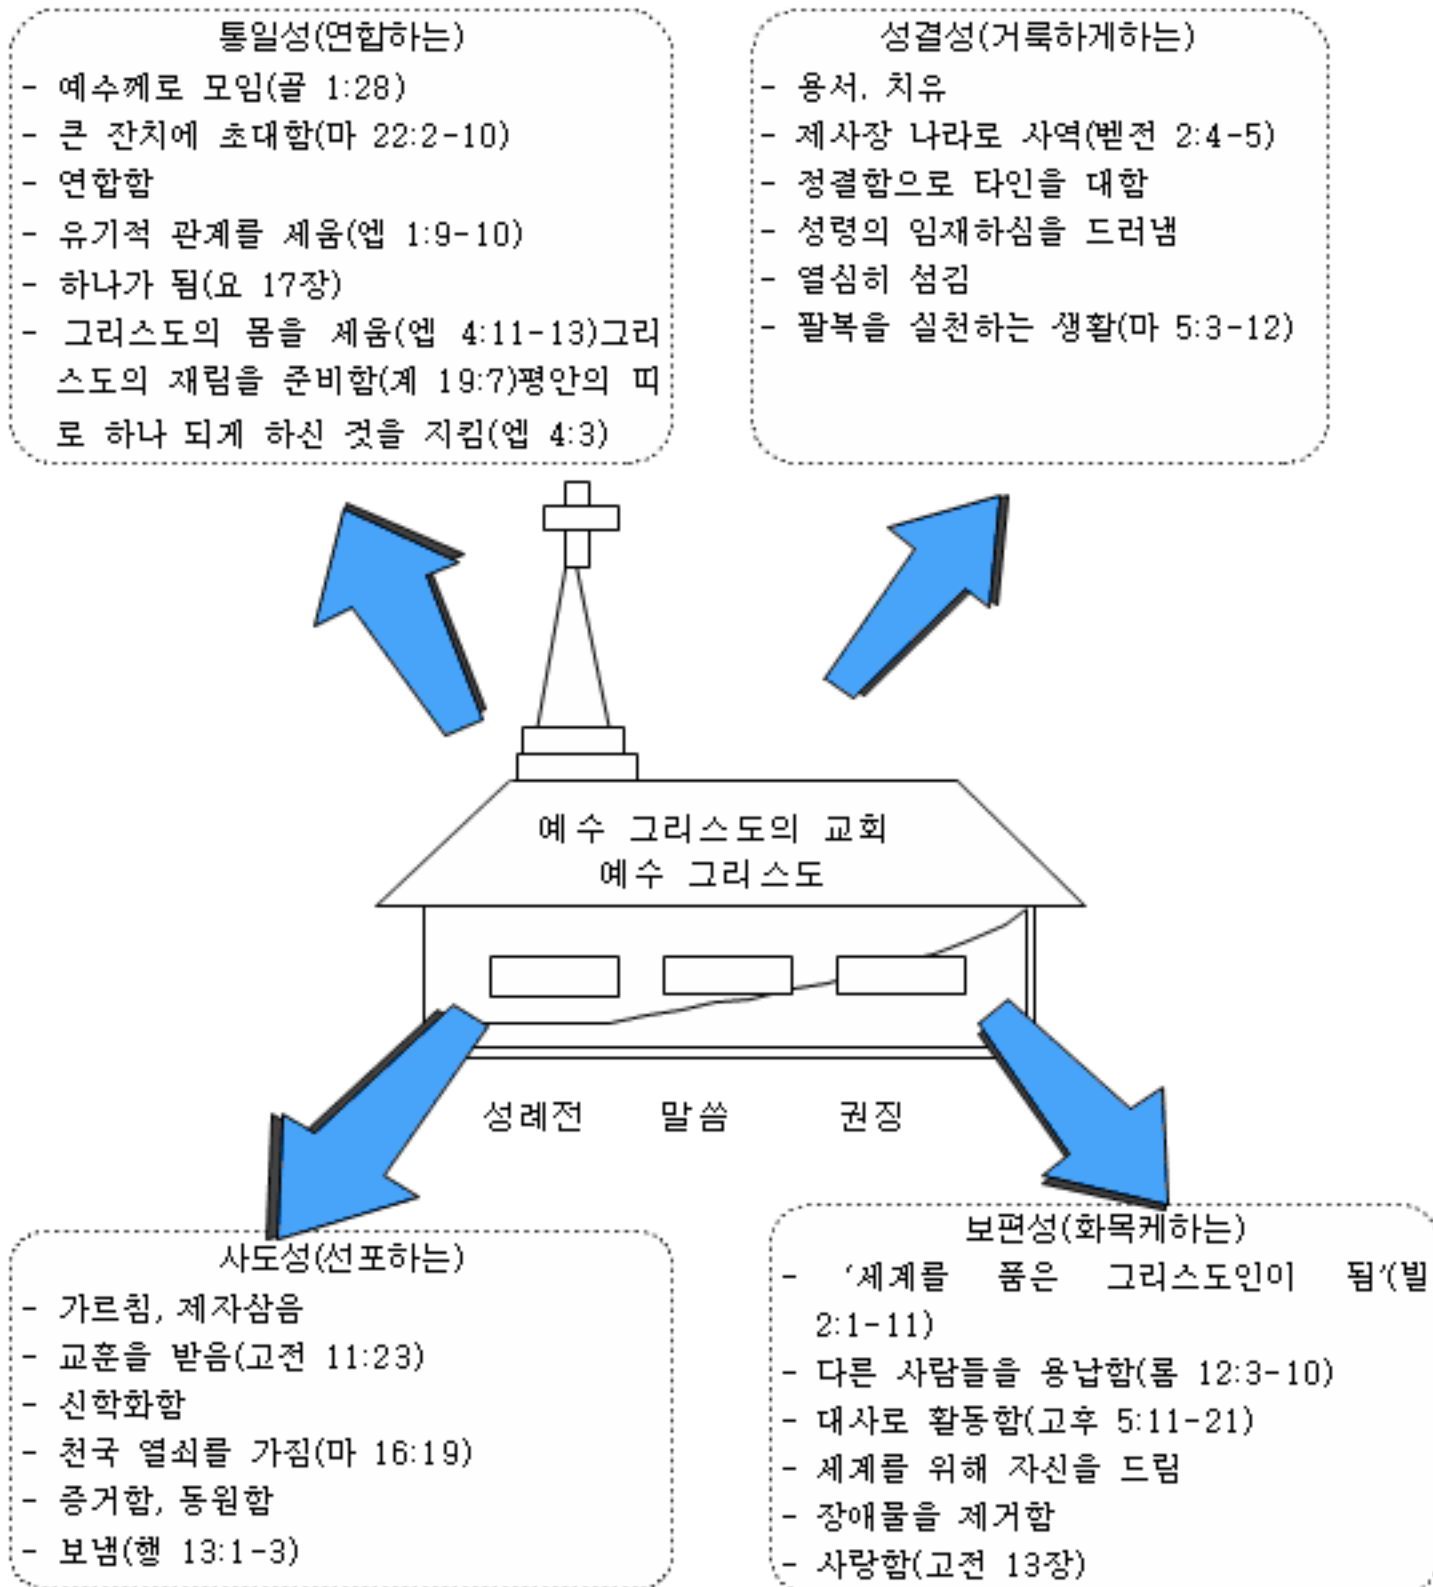 통일성(연합하는)
- 예수께로 모임(골 1:28)
- 큰 잔치에 초대함(마 22:2-10)
- 연합함
- 유기적 관계를 세움(엡 1:9-10)
- 하나가 됨(요 17장)
- 그리스도의 몸을 세움(엡 4:11-13)그리
스도의 재림을 준비함(계 19:7)평안의 띠
로 하나 되게 하신 것을 지킴(엡 4:3)
성결성(거룩하게하는)
- 용서. 치유
- 제사장 나라로 사역(벧전 2:4-5)
- 정결함으로 타인을 대함
- 성령의 임재하심을 드러냄
- 열심히 섬김
- 팔복을 실천하는 생활(마 5:3-12)
예수 그리스도의 교회
예수 그리스도
성례전 말씀 권징
사도성(선포하는)
- 가르침, 제자삼음
- 교훈을 받음(고전 11:23)
- 신학화함
- 천국 열쇠를 가짐(마 16:19)
- 증거함, 동원함
- 보냄(행 13:1-3)
보편성(화목케하는)
- '세계를 품은 그리스도인이 됨'(빌
2:1-11)
- 다른 사람들을 용납함(롬 12:3-10)
- 대사로 활동함(고후 5:11-21)
- 세계를 위해 자신을 드림
- 장애물을 제거함
- 사랑함(고전 13장)